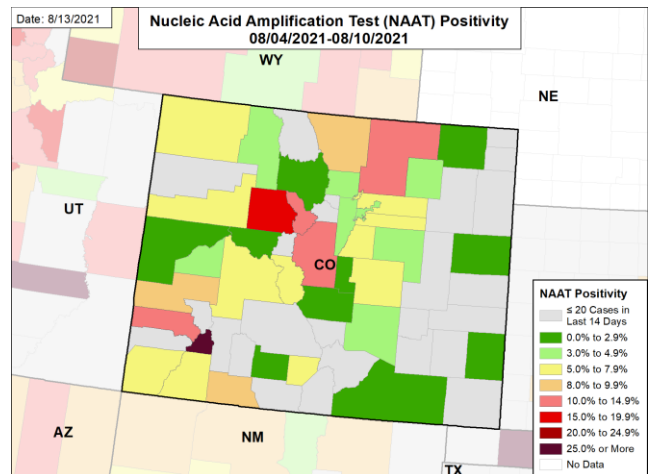 Date: 8/13/2021
Nucleic Acid Amplification Test (NAAT) Positivity
08/04/2021-08/10/2021
WY
NE
UT
CO
NAAT Positivity
≤ 20 Cases in
Last 14 Days
0.0% to 2.9%
3.0% to 4.9%
5.0% to 7.9%
8.0% to 9.9%
10.0% to 14.9%
15.0% to 19.9%
20.0% to 24.9%
25.0% or More
No Data
AZ
NM
TX